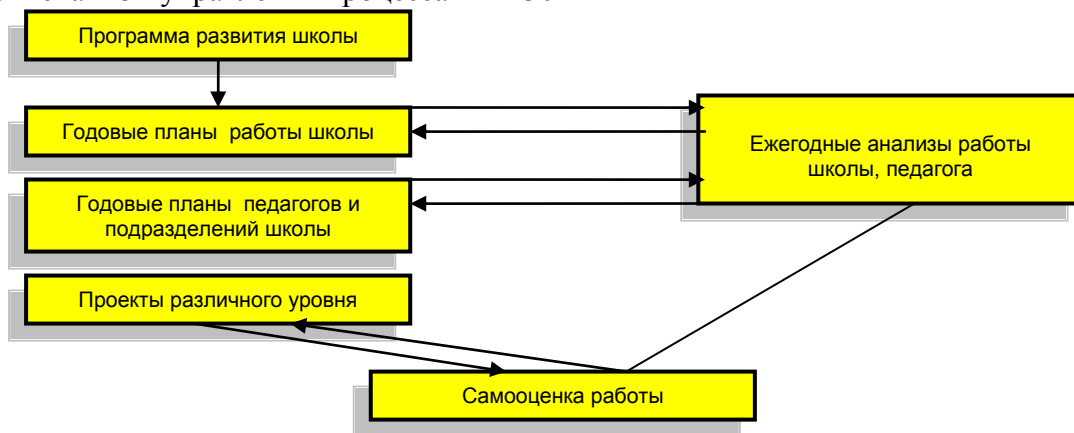 Программа развития школы
Годовые планы работы школы
Ежегодные анализы работы
школы, педагога
Годовые планы педагогов и
подразделений школы
Проекты различного уровня
Самооценка работы